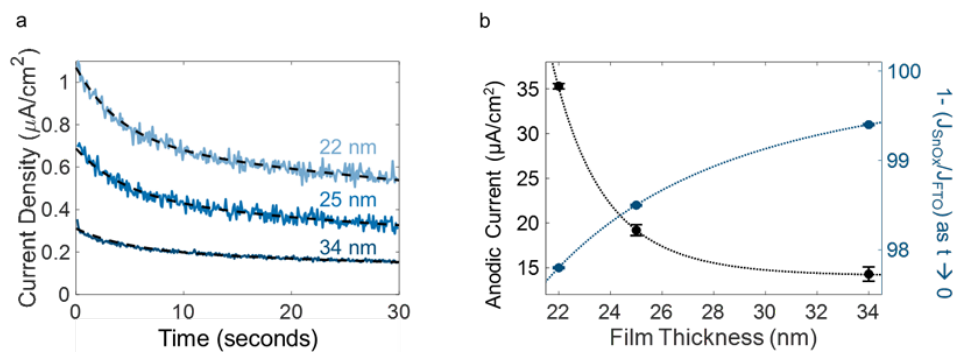 a
Current Density (μA/cm²)
1
0.8
0.6
0.4
0.2
0
22 nm
25 nm
34 nm
0
10
20
30
Time (seconds)
b
Anodic Current (μA/cm²)
35
30
25
20
15
22
24
26
28
30
32
34
Film Thickness (nm)
100
99
98
1- (J_SnOx/J_FTO) as t → 0